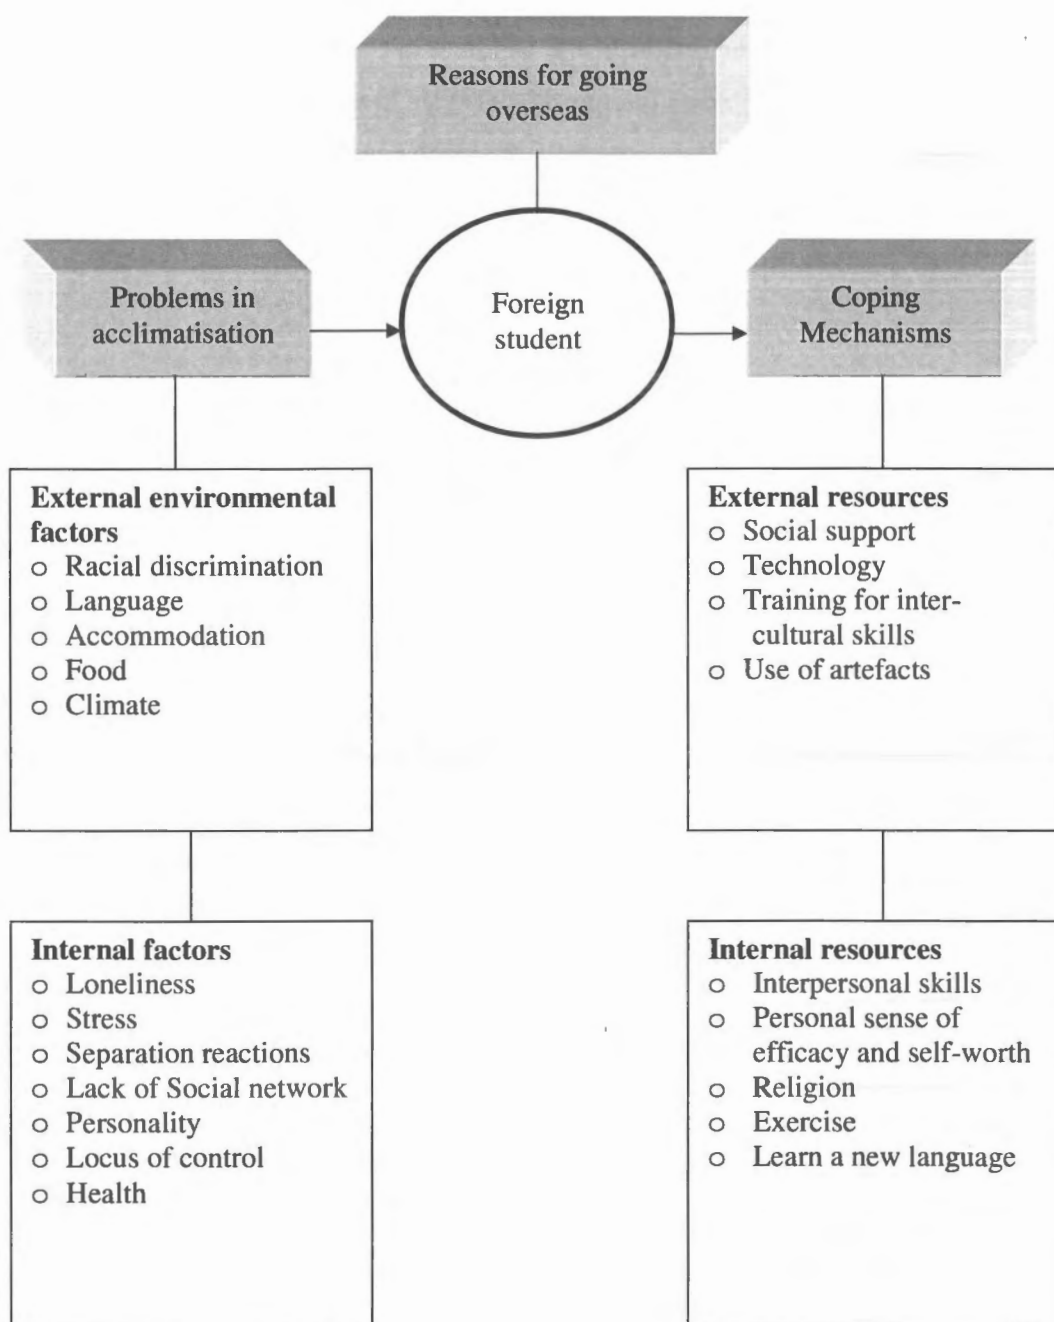 Reasons for going
overseas
Problems in
acclimatisation
Foreign
student
Coping
Mechanisms
External environmental
factors
o Racial discrimination
o Language
o Accommodation
o Food
o Climate
External resources
o Social support
o Technology
o Training for inter-
cultural skills
o Use of artefacts
Internal factors
o Loneliness
o Stress
o Separation reactions
o Lack of Social network
o Personality
o Locus of control
o Health
Internal resources
o Interpersonal skills
o Personal sense of
efficacy and self-worth
o Religion
o Exercise
o Learn a new language